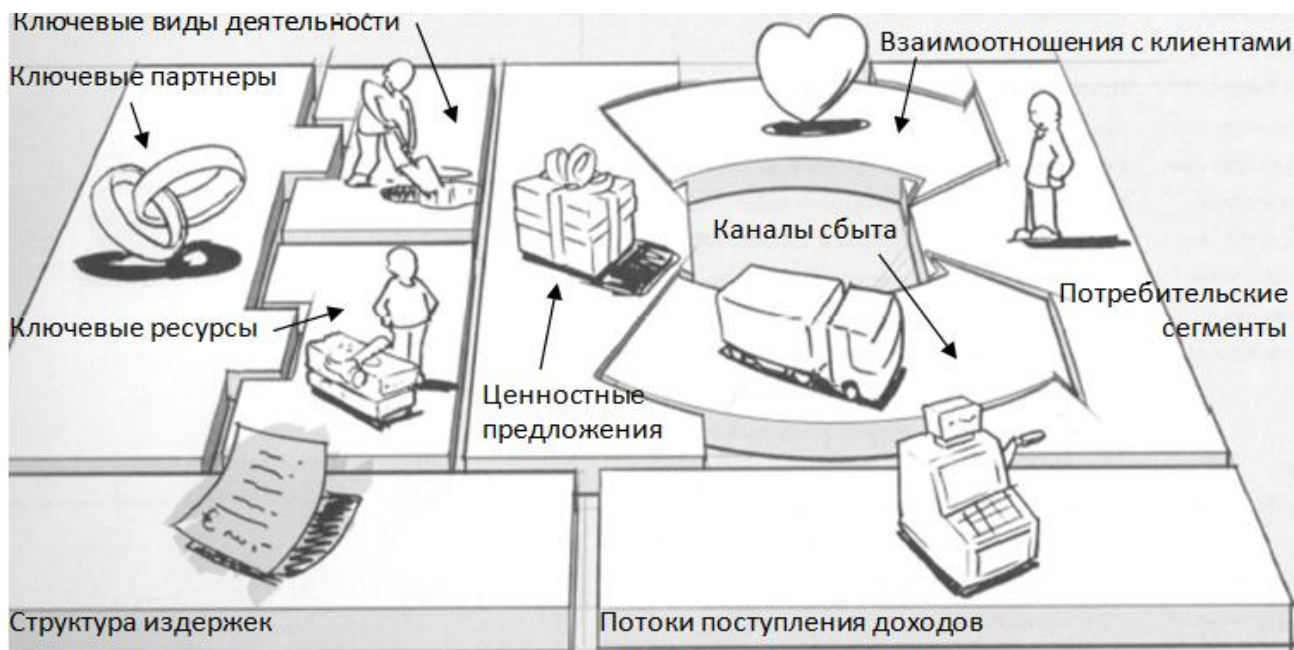 Ключевые виды деятельности
Взаимоотношения с клиентами
Ключевые партнеры
Каналы сбыта
Потребительские
сегменты
Ключевые ресурсы
Ценностные
предложения
Структура издержек
Потоки поступления доходов